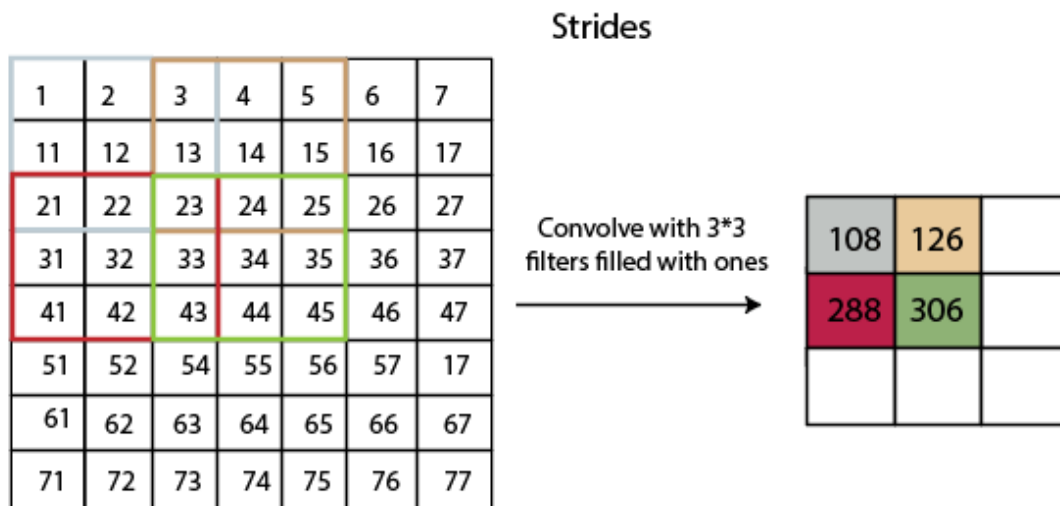 Strides
1 2 3 4 5 6 7
11 12 13 14 15 16 17
21 22 23 24 25 26 27
31 32 33 34 35 36 37
41 42 43 44 45 46 47
51 52 54 55 56 57 17
61 62 63 64 65 66 67
71 72 73 74 75 76 77
Convolve with 3*3
filters filled with ones
108 126
288 306